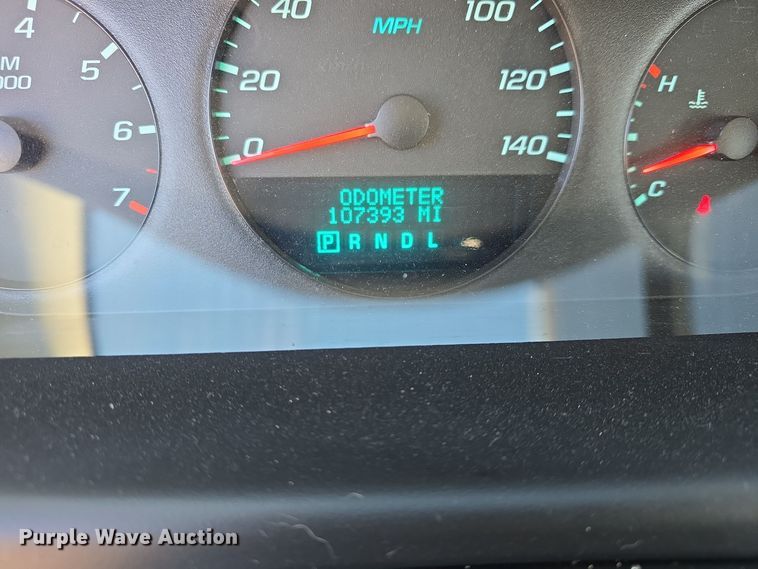 4
5
6
7
M
000
40
MPH
100
20
120
0
140
H
C
ODOMETER
107393 MI
P R N D L
Purple Wave Auction